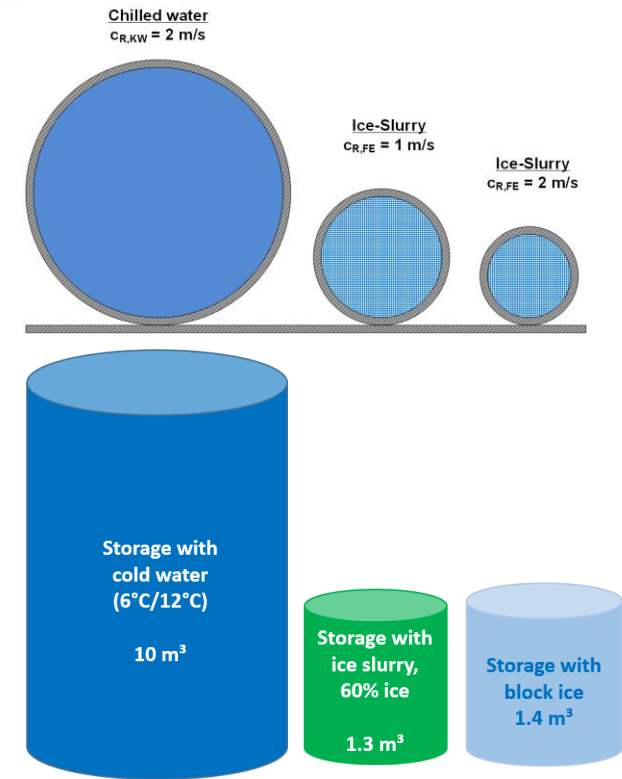 Chilled water
cR,KW = 2 m/s
Ice-Slurry
cR,FE = 1 m/s
Ice-Slurry
cR,FE = 2 m/s
Storage with
cold water
(6°C/12°C)
10 m³
Storage with
ice slurry,
60% ice
1.3 m³
Storage with
block ice
1.4 m³